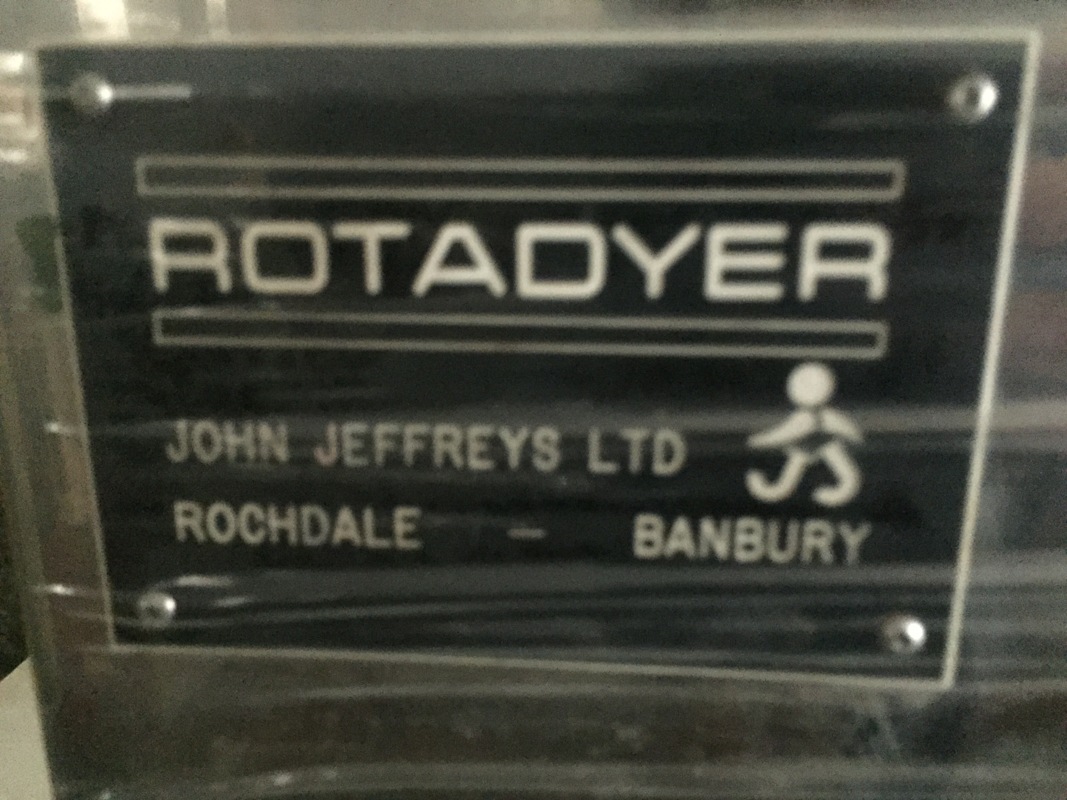 ROTADYER
JOHN JEFFREYS LTD
ROCHDALE - BANBURY